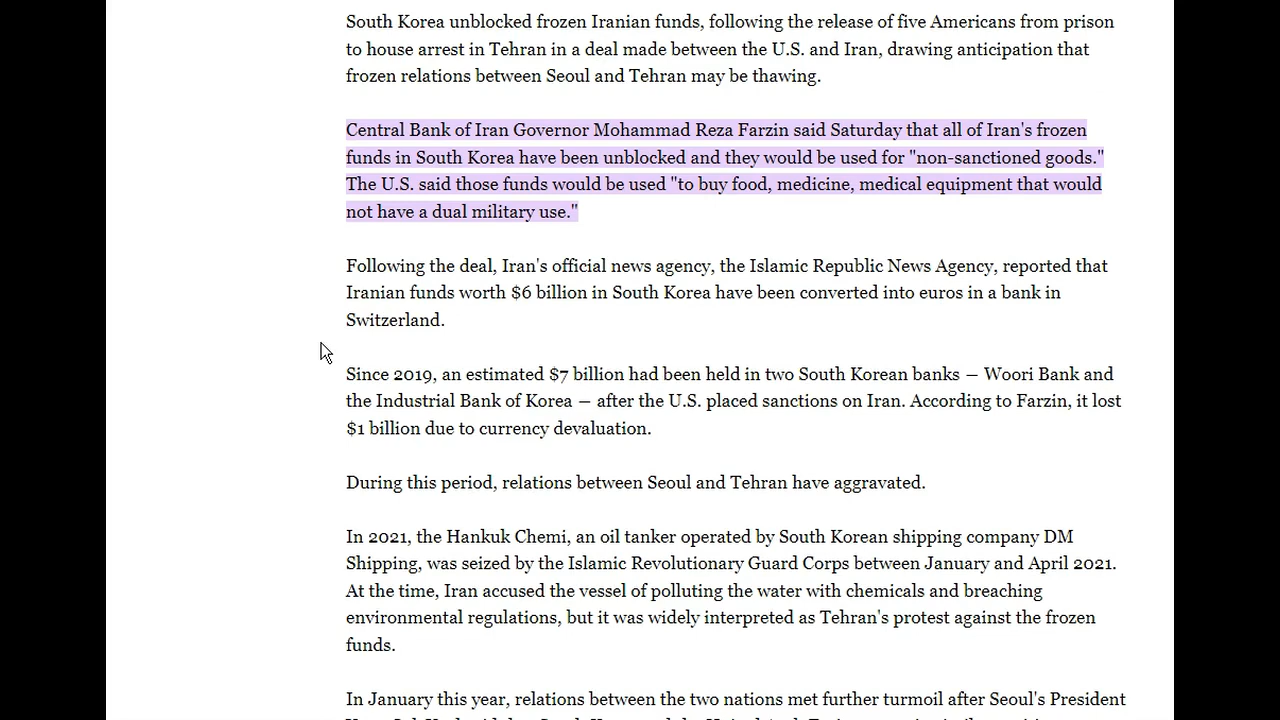 South Korea unblocked frozen Iranian funds, following the release of five Americans from prison
to house arrest in Tehran in a deal made between the U.S. and Iran, drawing anticipation that
frozen relations between Seoul and Tehran may be thawing.
Central Bank of Iran Governor Mohammad Reza Farzin said Saturday that all of Iran's frozen
funds in South Korea have been unblocked and they would be used for "non-sanctioned goods."
The U.S. said those funds would be used "to buy food, medicine, medical equipment that would
not have a dual military use."
Following the deal, Iran's official news agency, the Islamic Republic News Agency, reported that
Iranian funds worth $6 billion in South Korea have been converted into euros in a bank in
Switzerland.
Since 2019, an estimated $7 billion had been held in two South Korean banks — Woori Bank and
the Industrial Bank of Korea — after the U.S. placed sanctions on Iran. According to Farzin, it lost
$1 billion due to currency devaluation.
During this period, relations between Seoul and Tehran have aggravated.
In 2021, the Hankuk Chemi, an oil tanker operated by South Korean shipping company DM
Shipping, was seized by the Islamic Revolutionary Guard Corps between January and April 2021.
At the time, Iran accused the vessel of polluting the water with chemicals and breaching
environmental regulations, but it was widely interpreted as Tehran's protest against the frozen
funds.
In January this year, relations between the two nations met further turmoil after Seoul's President